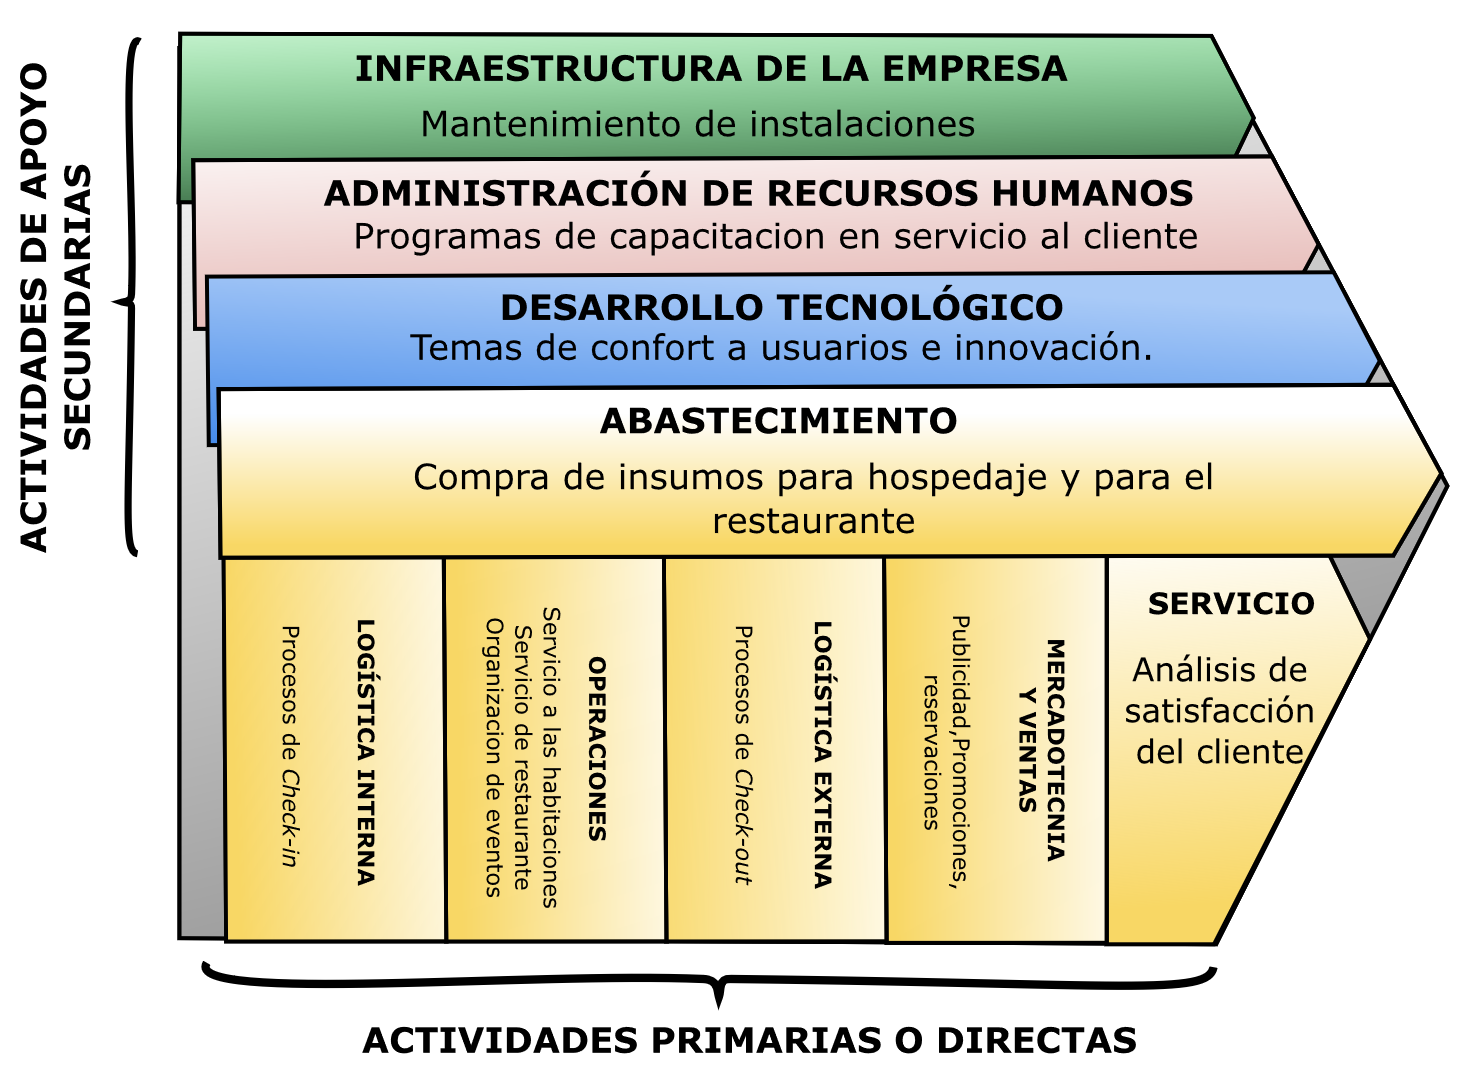 ACTIVIDADES DE APOYO
SECUNDARIAS
INFRAESTRUCTURA DE LA EMPRESA
Mantenimiento de instalaciones
ADMINISTRACIÓN DE RECURSOS HUMANOS
Programas de capacitacion en servicio al cliente
DESARROLLO TECNOLÓGICO
Temas de confort a usuarios e innovación.
ABASTECIMIENTO
Compra de insumos para hospedaje y para el
restaurante
LOGÍSTICA INTERNA
Procesos de Check-in
OPERACIONES
Servicio a las habitaciones
Servicio de restaurante
Organizacion de eventos
LOGÍSTICA EXTERNA
Procesos de Check-out
MERCADOTECNIA
Y VENTAS
Publicidad,Promociones,
reservaciones
SERVICIO
Análisis de
satisfacción
del cliente
ACTIVIDADES PRIMARIAS O DIRECTAS